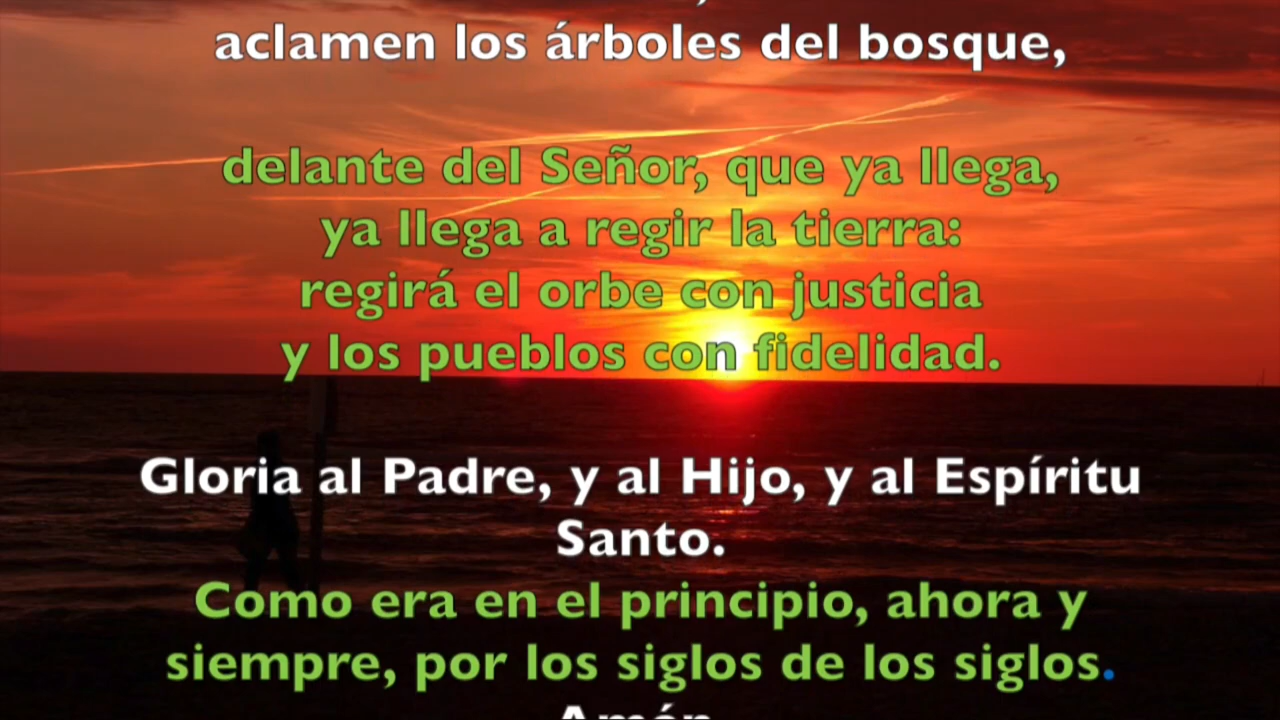 aclamen los árboles del bosque,
delante del Señor, que ya llega,
ya llega a regir la tierra:
regirá el orbe con justicia
y los pueblos con fidelidad.
Gloria al Padre, y al Hijo, y al Espíritu
Santo.
Como era en el principio, ahora y
siempre, por los siglos de los siglos.
Amén